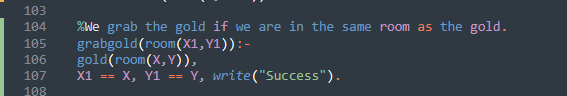 103
104 %We grab the gold if we are in the same room as the gold.
105 grabgold(room(X1,Y1)):-
106 gold(room(X,Y)),
107 X1 == X, Y1 == Y, write("Success").
108